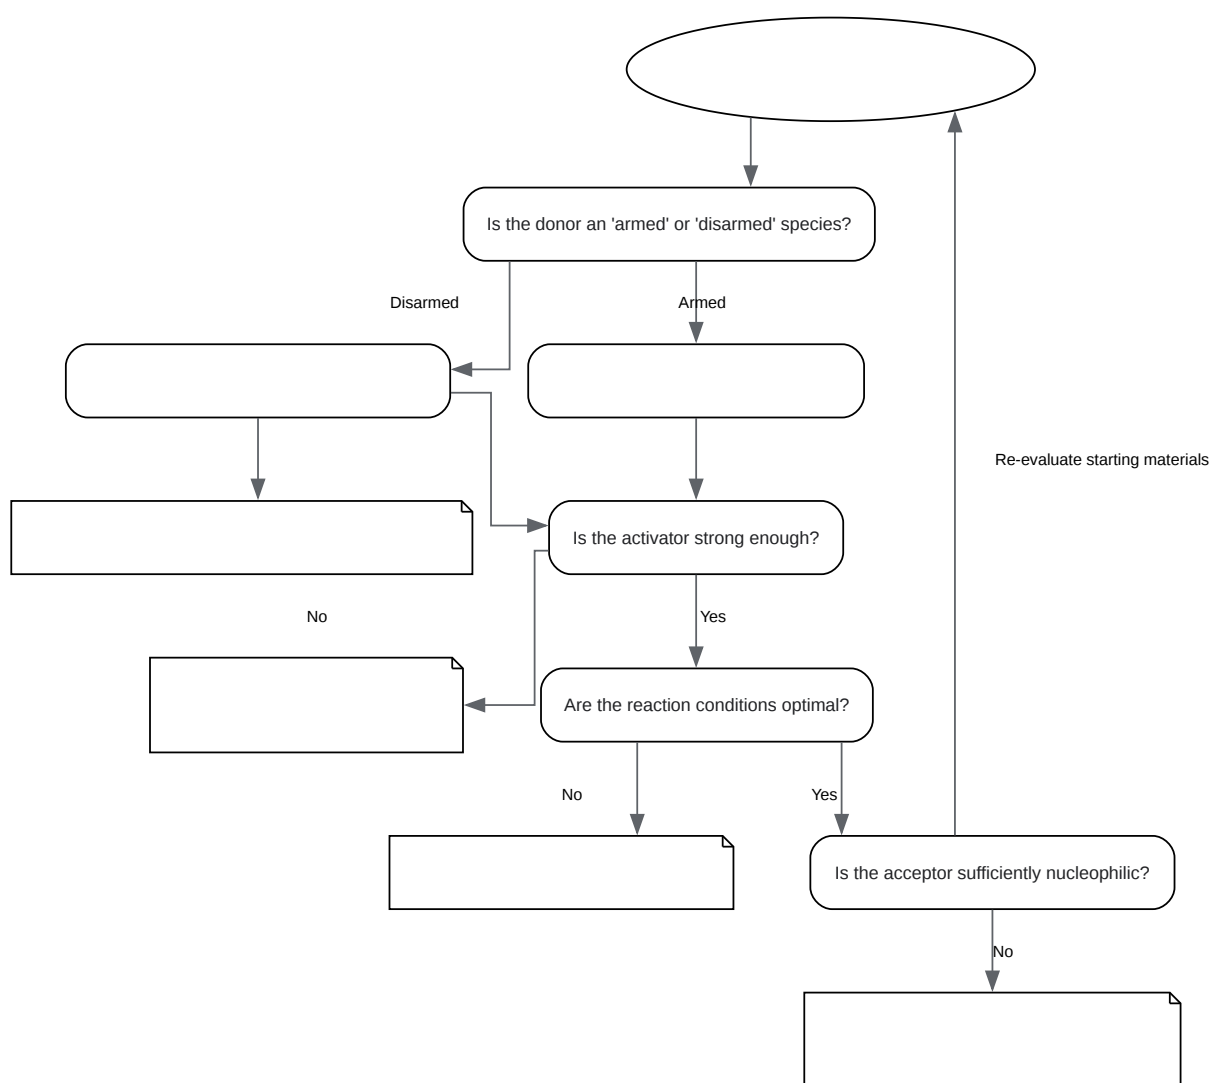 Is the donor an 'armed' or 'disarmed' species?
Disarmed
Armed
Re-evaluate starting materials
Is the activator strong enough?
No
Yes
Are the reaction conditions optimal?
No
Yes
Is the acceptor sufficiently nucleophilic?
No